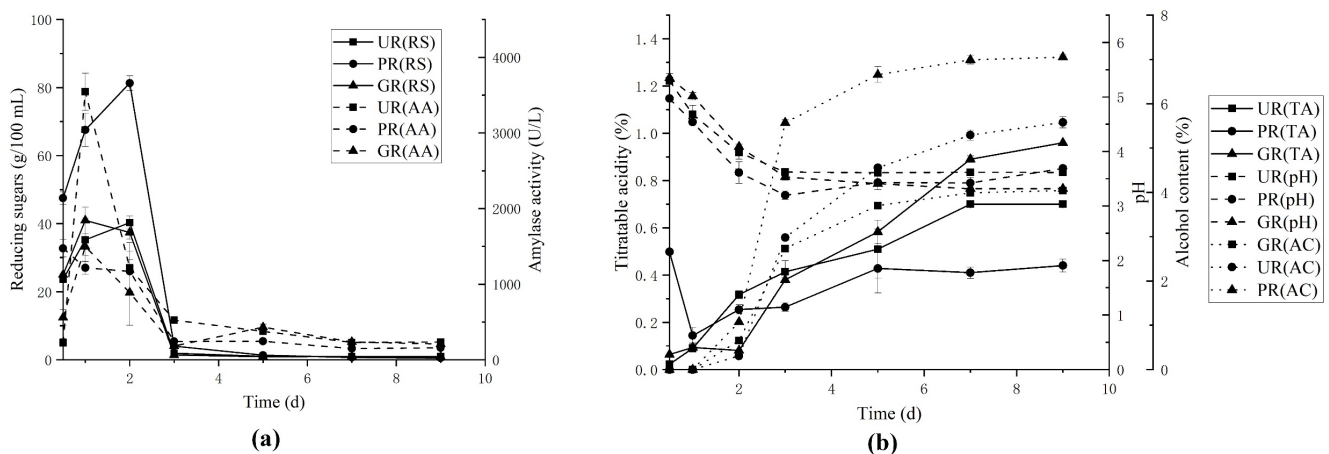 100
80
60
40
20
0
Reducing sugars (g/100 mL)
2
4
6
8
10
Time (d)
4000
3000
2000
1000
0
Amylase activity (U/L)
UR(RS)
PR(RS)
GR(RS)
UR(AA)
PR(AA)
GR(AA)
(a)
1.4
1.2
1.0
0.8
0.6
0.4
0.2
0.0
Titratable acidity (%)
2
4
6
8
10
Time (d)
6
5
4
3
2
1
0
pH
8
6
4
2
0
Alcohol content (%)
UR(TA)
PR(TA)
GR(TA)
UR(pH)
PR(pH)
GR(pH)
GR(AC)
UR(AC)
PR(AC)
(b)